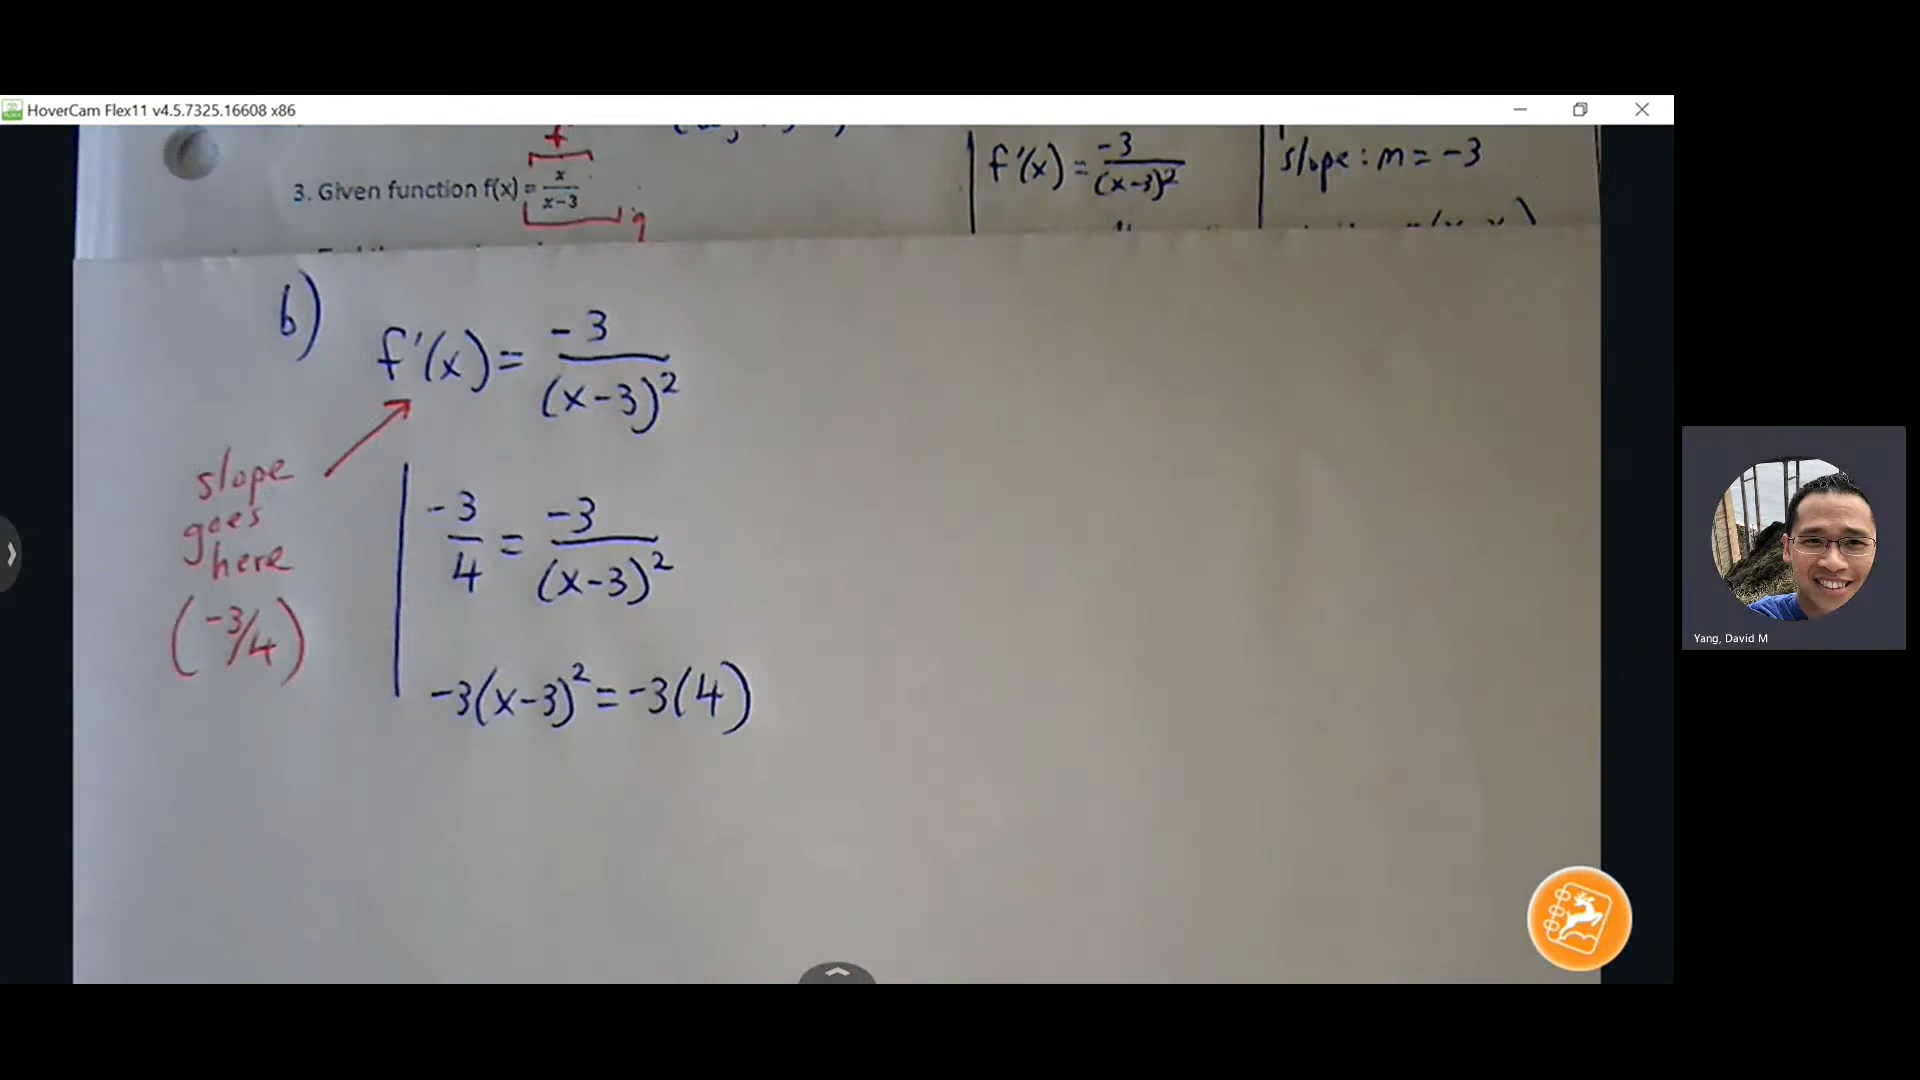 HoverCam Flex11 v4.5.7325.16608 x86
f
3. Given function f(x) = x/(x-3)
g
f'(x) = -3/(x-3)²
slope: m = -3
b)
f'(x) = -3/(x-3)²
slope
goes
here
(-3/4)
-3/4 = -3/(x-3)²
-3(x-3)² = -3(4)
Yang, David M